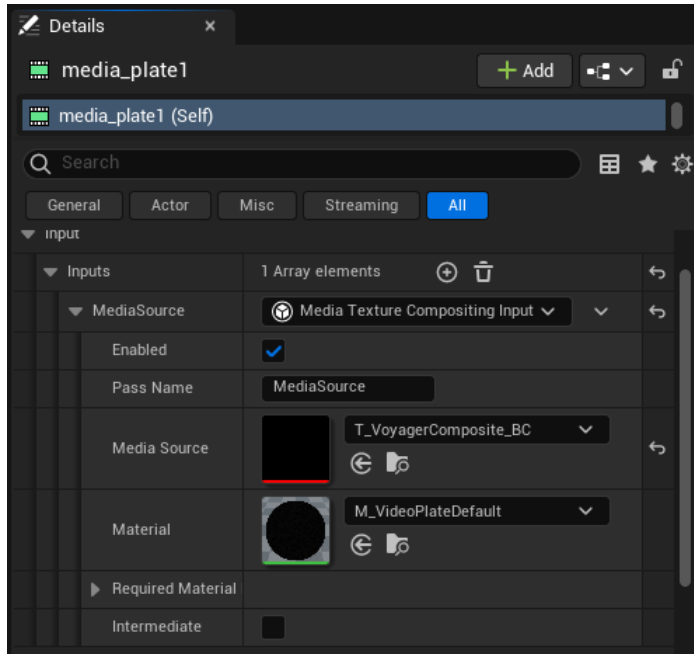 Details
media_plate1
Add
media_plate1 (Self)
Search
General Actor Misc Streaming All
Input
Inputs 1 Array elements
MediaSource Media Texture Compositing Input
Enabled
Pass Name MediaSource
Media Source T_VoyagerComposite_BC
Material M_VideoPlateDefault
Required Material
Intermediate